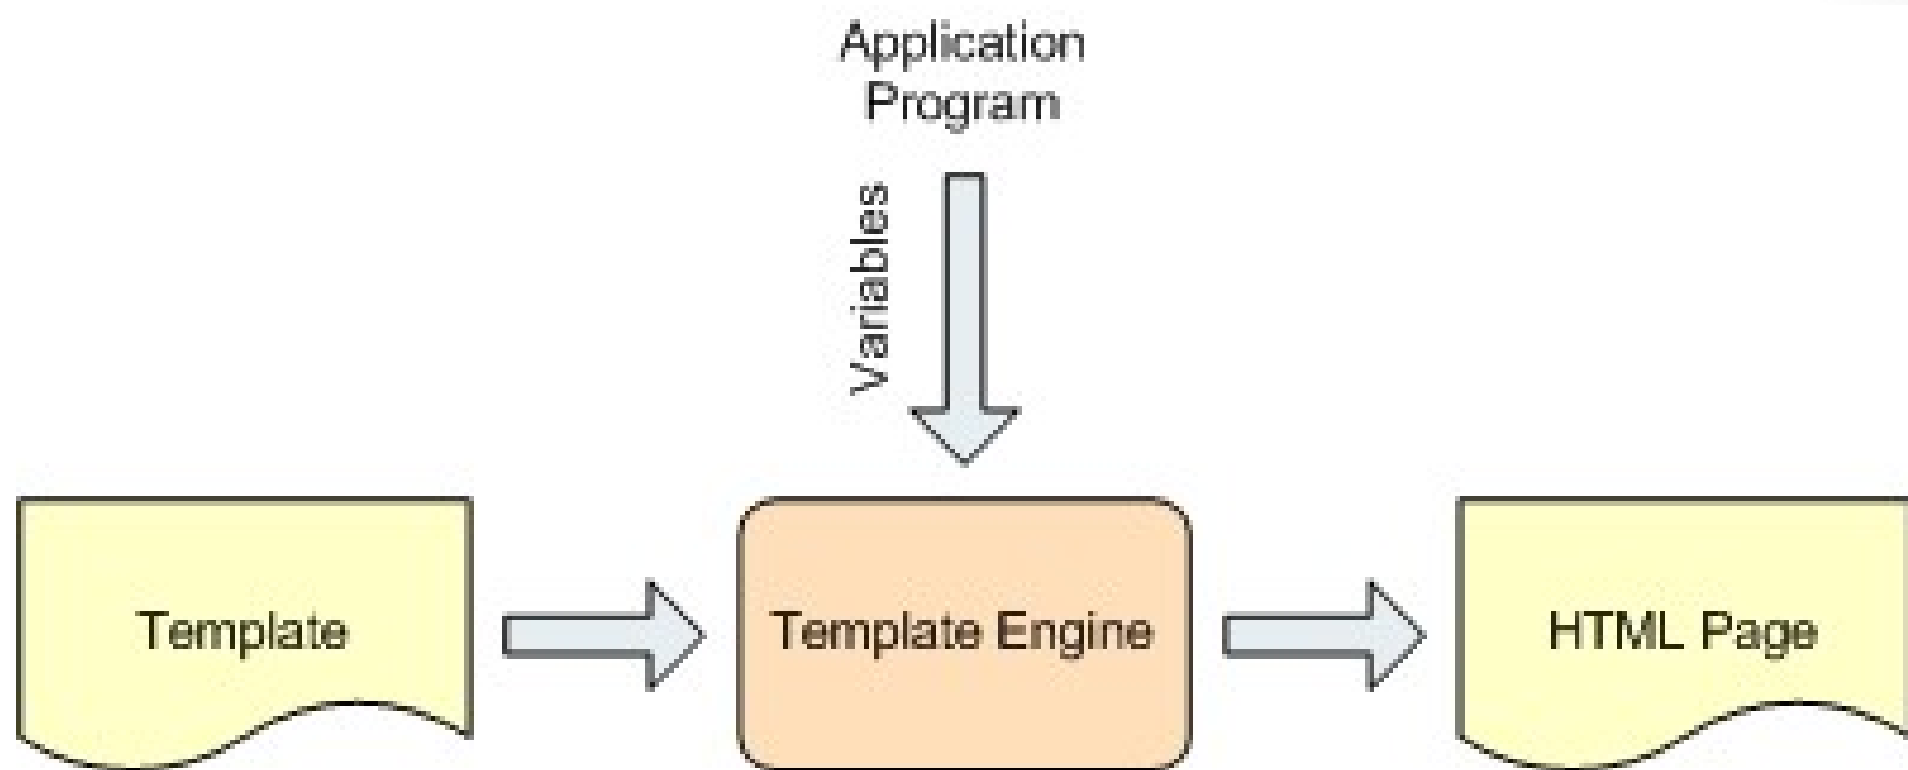 Application
Program
Variables
Template
Template Engine
HTML Page